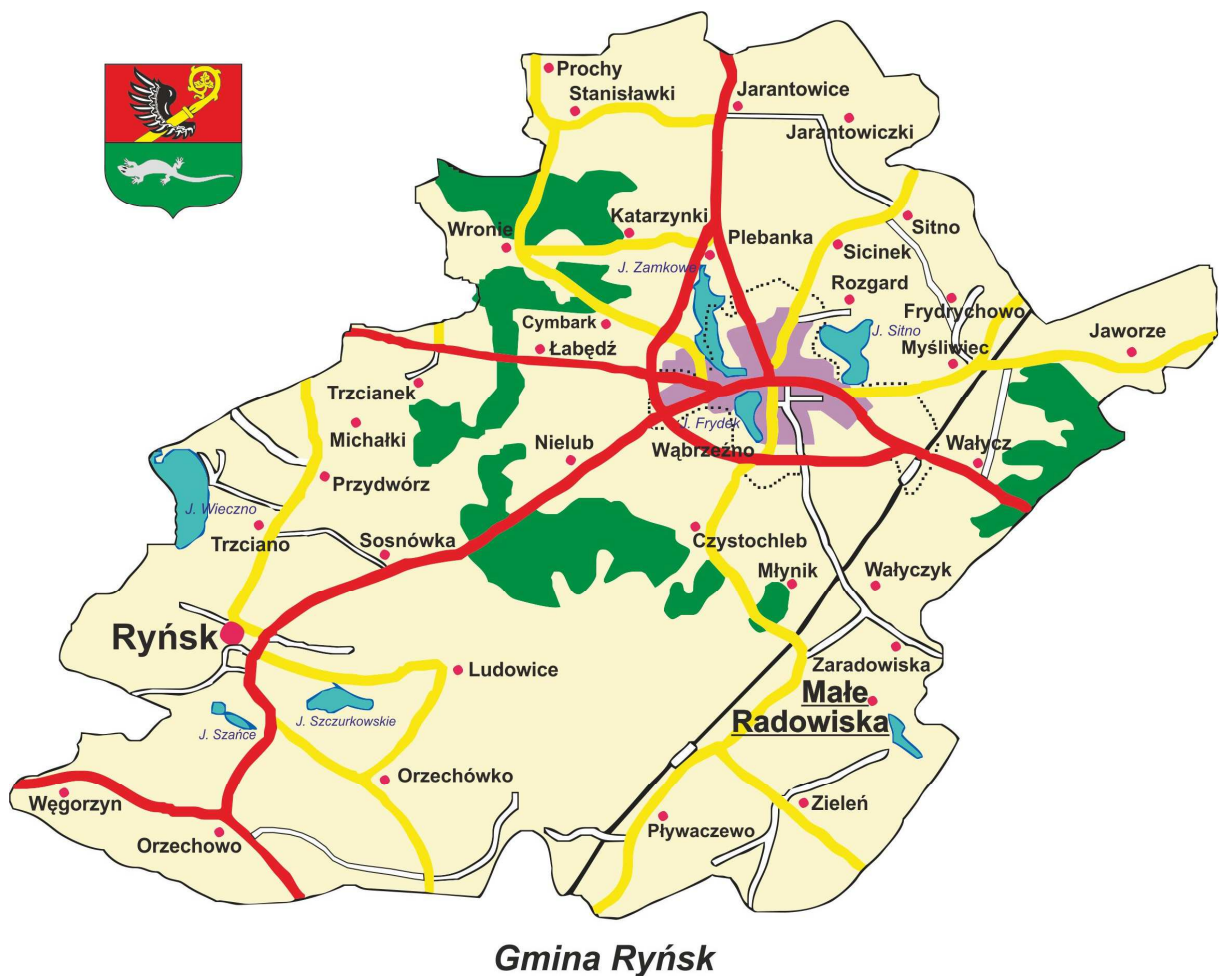 Prochy
Stanisławki
Jarantowice
Jarantowiczki
Katarzynki
Wronie
Plebanka
Sitno
Sicinek
J. Zamkowe
Rozgard
Frydrychowo
Cymbark
J. Sitno
Łabędź
Myśliwiec
Jaworze
Trzcianek
Michałki
J. Frydek
Nielub
Wąbrzeźno
Wałycz
Przydwórz
J. Wieczno
Trzciano
Sosnówka
Czystochleb
Młynik
Wałyczyk
Ryńsk
Ludowice
Zaradowiska
Małe
Radowiska
J. Szczurkowskie
J. Szańce
Orzechówko
Węgorzyn
Zieleń
Pływaczewo
Orzechowo
Gmina Ryńsk